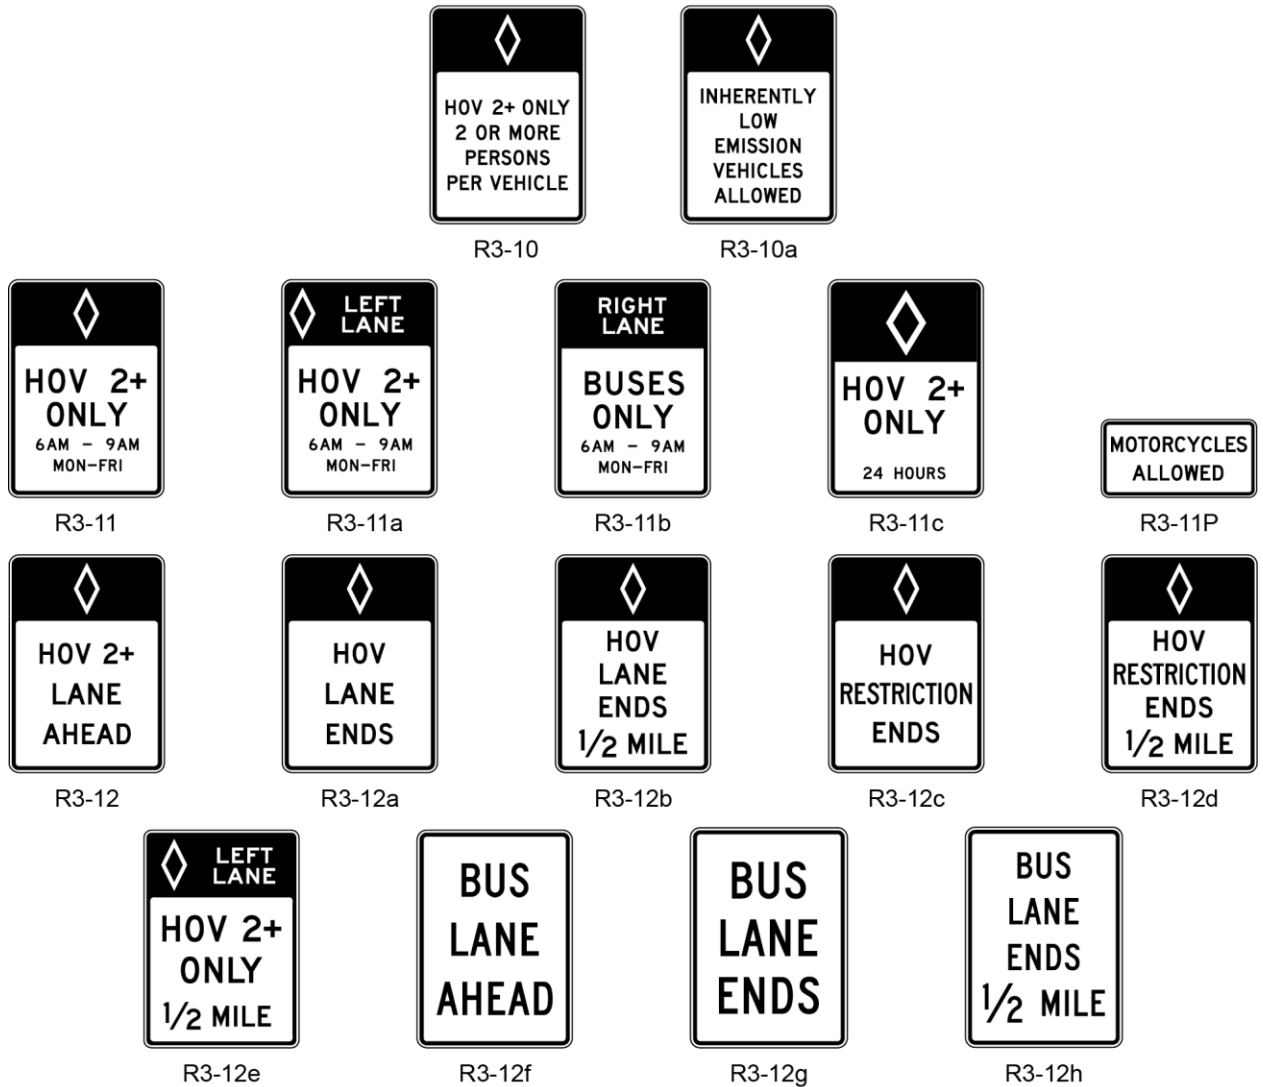 HOV 2+ ONLY
2 OR MORE
PERSONS
PER VEHICLE
R3-10
INHERENTLY
LOW
EMISSION
VEHICLES
ALLOWED
R3-10a
HOV 2+
ONLY
6AM – 9AM
MON–FRI
R3-11
LEFT
LANE
HOV 2+
ONLY
6AM – 9AM
MON–FRI
R3-11a
RIGHT
LANE
BUSES
ONLY
6AM – 9AM
MON–FRI
R3-11b
HOV 2+
ONLY
24 HOURS
R3-11c
MOTORCYCLES
ALLOWED
R3-11P
HOV 2+
LANE
AHEAD
R3-12
HOV
LANE
ENDS
R3-12a
HOV
LANE
ENDS
1/2 MILE
R3-12b
HOV
RESTRICTION
ENDS
R3-12c
HOV
RESTRICTION
ENDS
1/2 MILE
R3-12d
LEFT
LANE
HOV 2+
ONLY
1/2 MILE
R3-12e
BUS
LANE
AHEAD
R3-12f
BUS
LANE
ENDS
R3-12g
BUS
LANE
ENDS
1/2 MILE
R3-12h